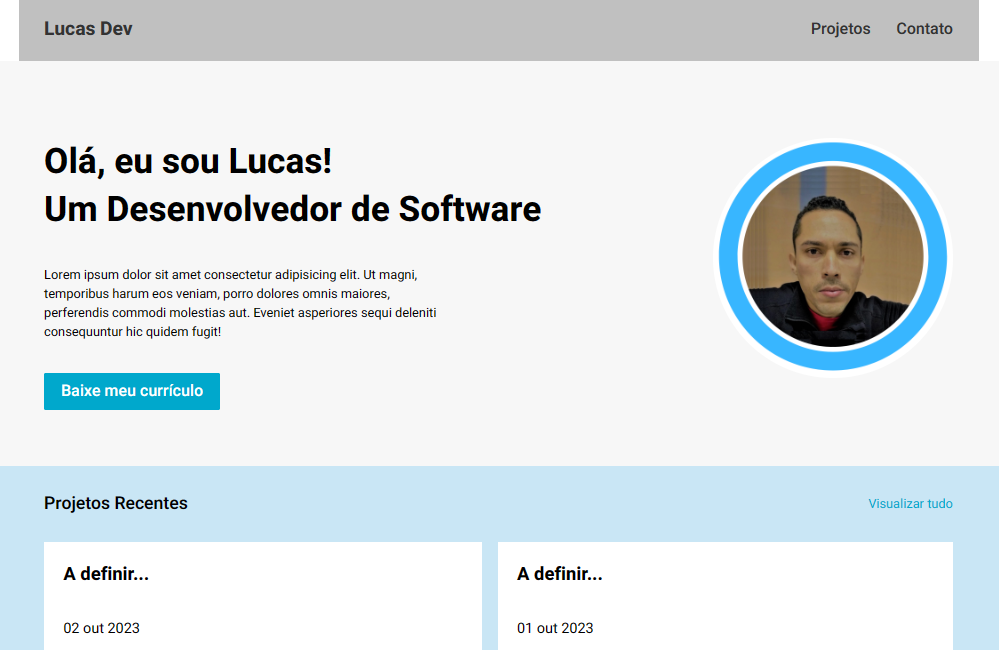 Lucas Dev
Projetos Contato
Olá, eu sou Lucas!
Um Desenvolvedor de Software
Lorem ipsum dolor sit amet consectetur adipisicing elit. Ut magni,
temporibus harum eos veniam, porro dolores omnis maiores,
perferendis commodi molestias aut. Eveniet asperiores sequi deleniti
consequuntur hic quidem fugit!
Baixe meu currículo
Projetos Recentes
Visualizar tudo
A definir...
02 out 2023
A definir...
01 out 2023